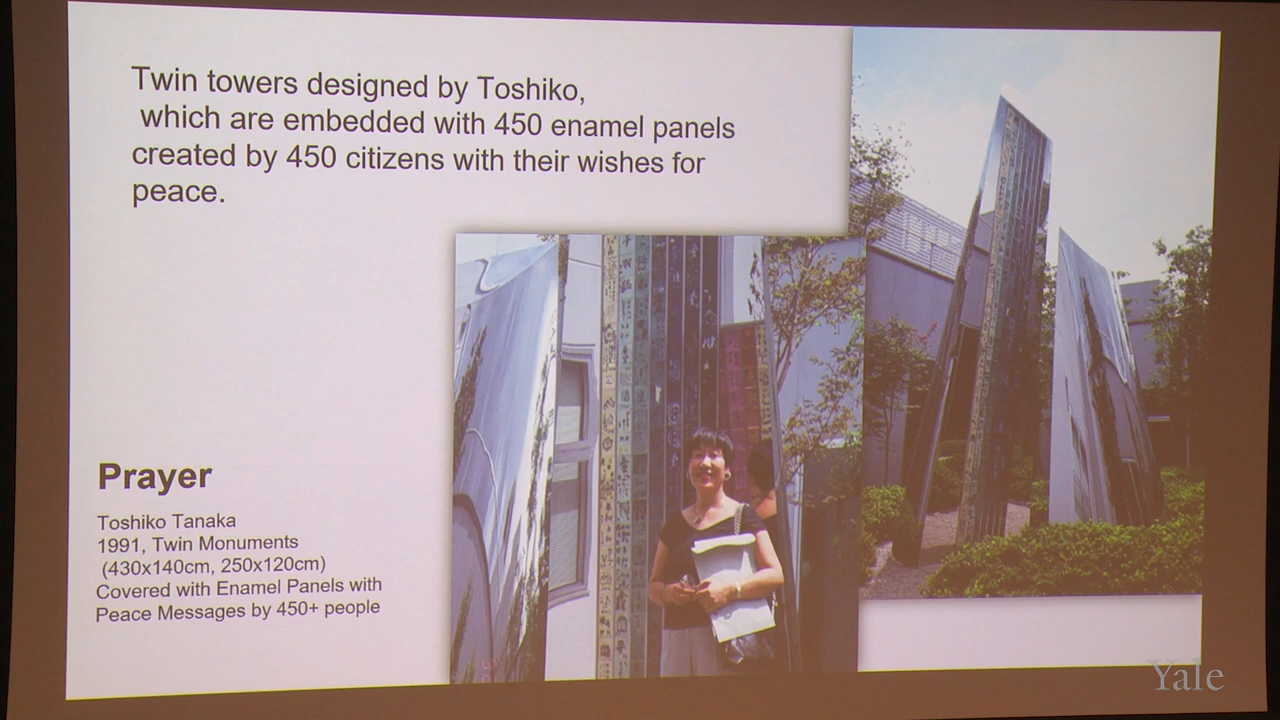 Twin towers designed by Toshiko,
which are embedded with 450 enamel panels
created by 450 citizens with their wishes for
peace.
Prayer
Toshiko Tanaka
1991, Twin Monuments
(430x140cm, 250x120cm)
Covered with Enamel Panels with
Peace Messages by 450+ people
Yale